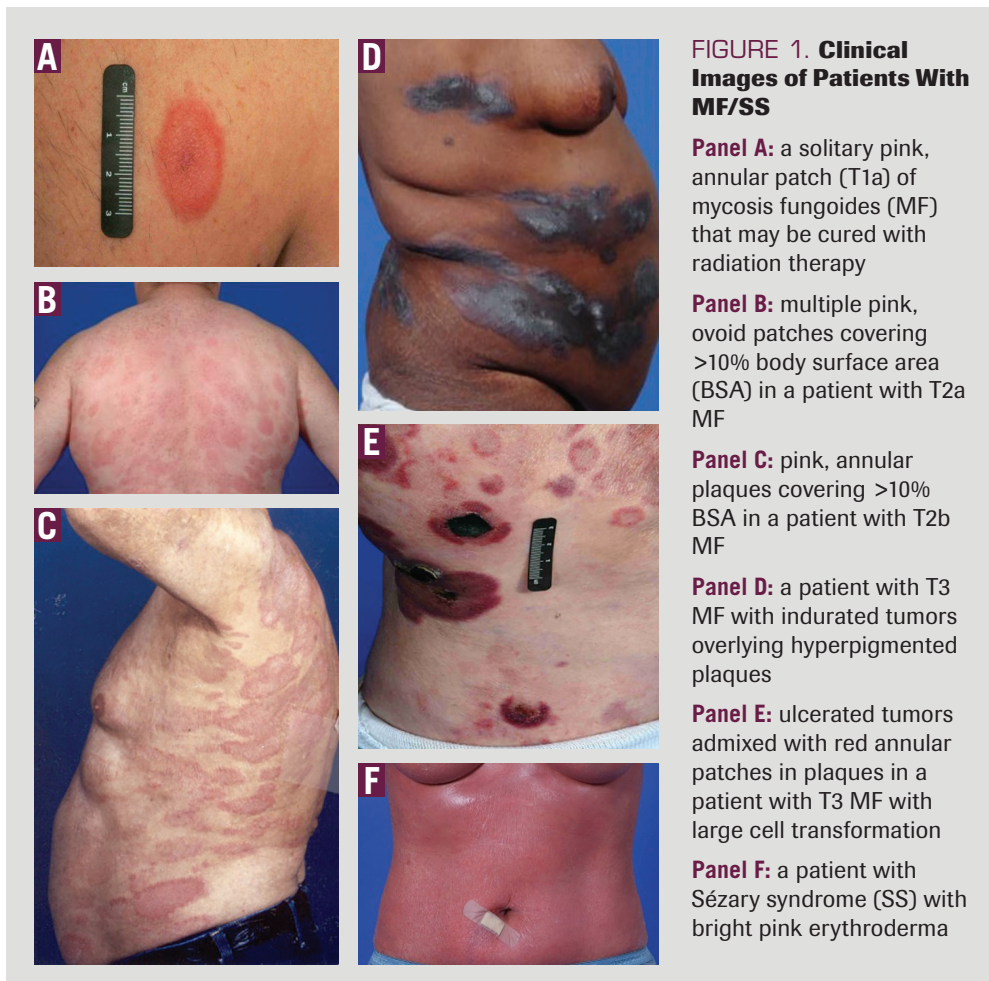 A
cm
1
2
3
B
C
D
E
F
FIGURE 1. Clinical
Images of Patients With
MF/SS
Panel A: a solitary pink,
annular patch (T1a) of
mycosis fungoides (MF)
that may be cured with
radiation therapy
Panel B: multiple pink,
ovoid patches covering
>10% body surface area
(BSA) in a patient with T2a
MF
Panel C: pink, annular
plaques covering >10%
BSA in a patient with T2b
MF
Panel D: a patient with T3
MF with indurated tumors
overlying hyperpigmented
plaques
Panel E: ulcerated tumors
admixed with red annular
patches in plaques in a
patient with T3 MF with
large cell transformation
Panel F: a patient with
Sézary syndrome (SS) with
bright pink erythroderma